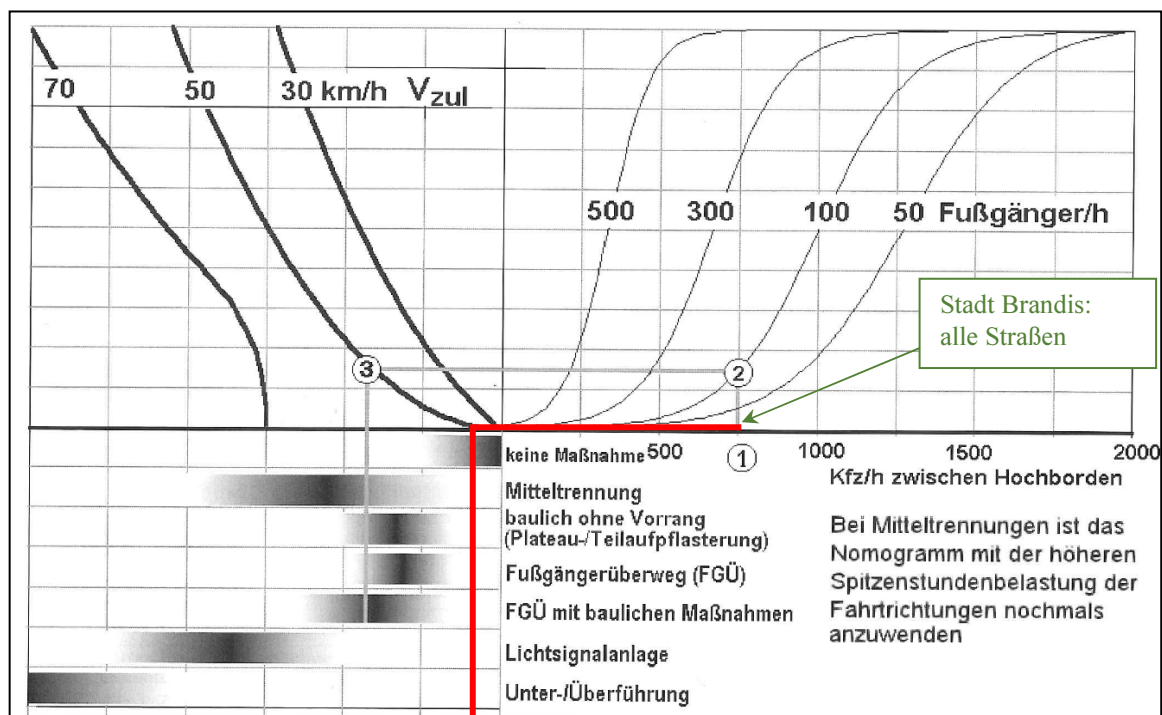 70 50 30 km/h Vzul
500 300 100 50 Fußgänger/h
Stadt Brandis:
alle Straßen
3 2
keine Maßnahme 500 1 1000 1250 1500 2000
Kfz/h zwischen Hochborden
Mitteltrennung
baulich ohne Vorrang
(Plateau-/Teilaufpflasterung)
Fußgängerüberweg (FGÜ)
FGÜ mit baulichen Maßnahmen
Lichtsignalanlage
Unter-/Überführung
Bei Mitteltrennungen ist das
Nomogramm mit der höheren
Spitzenstundenbelastung der
Fahrtrichtungen nochmals
anzuwenden